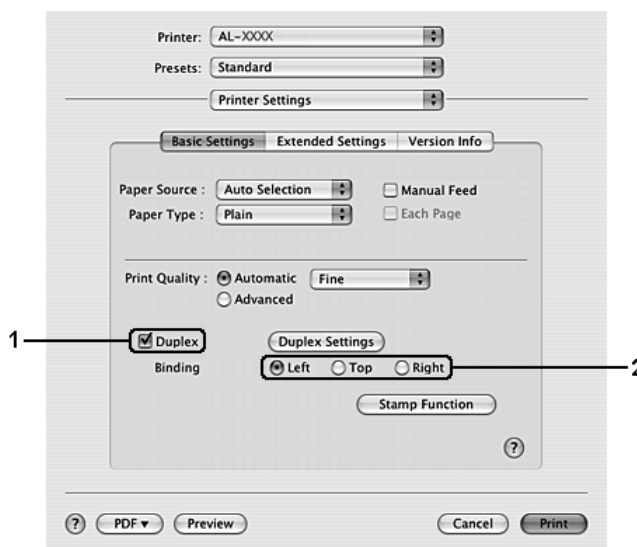 Printer: AL-XXXX
Presets: Standard
Printer Settings
Basic Settings Extended Settings Version Info
Paper Source : Auto Selection Manual Feed
Paper Type : Plain Each Page
Print Quality : Automatic Fine
Advanced
1 Duplex Duplex Settings
Binding Left Top Right 2
Stamp Function
?
? PDF ▼ Preview Cancel Print